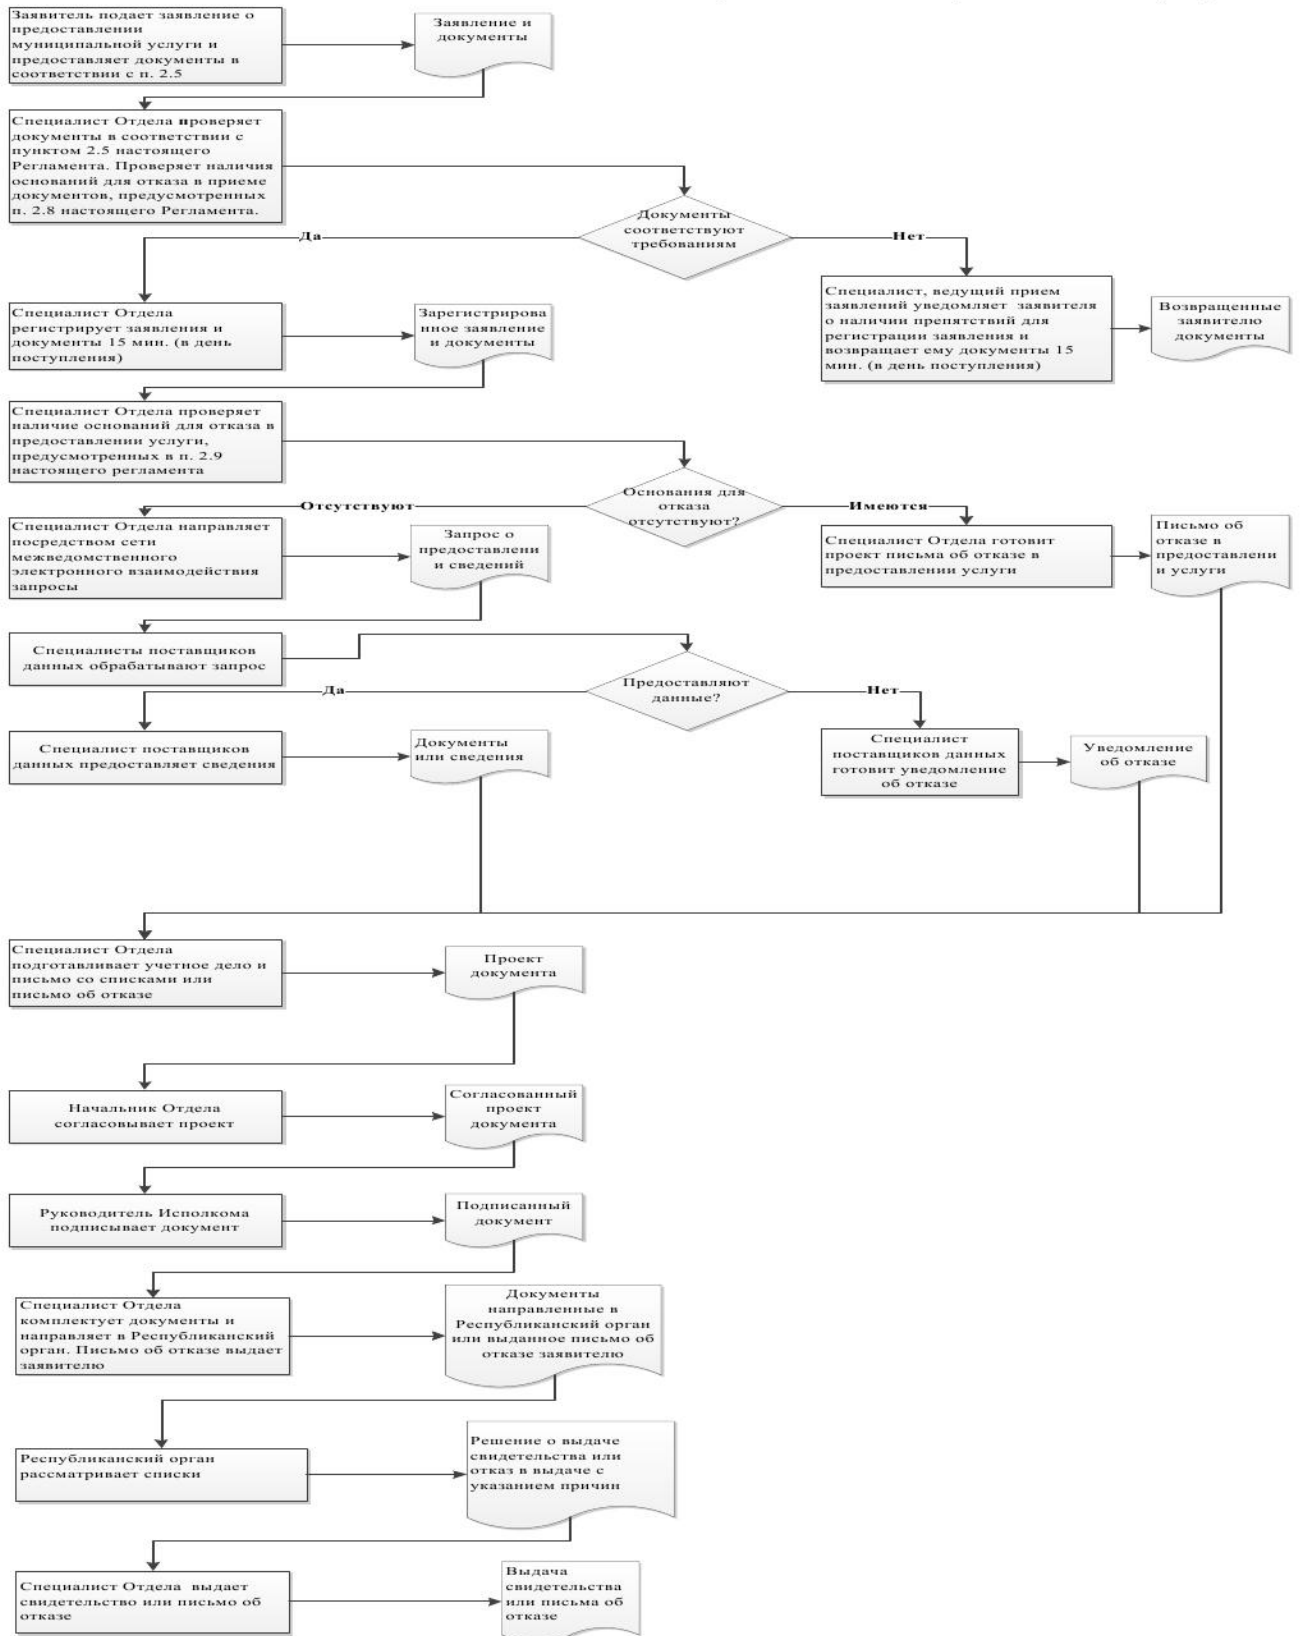 Заявитель подает заявление о
предоставлении
муниципальной услуги и
предоставляет документы в
соответствии с п. 2.5
Заявление и
документы
Специалист Отдела проверяет
документы в соответствии с
пунктом 2.5 настоящего
Регламента. Проверяет наличия
оснований для отказа в приеме
документов, предусмотренных
п. 2.8 настоящего Регламента.
Документы
соответствуют
требованиям
Да
Нет
Специалист Отдела
регистрирует заявления и
документы 15 мин. (в день
поступления)
Зарегистрирова
нное заявление
и документы
Специалист, ведущий прием
заявлений уведомляет заявителя
о наличии препятствий для
регистрации заявления и
возвращает ему документы 15
мин. (в день поступления)
Возвращенные
заявителю
документы
Специалист Отдела проверяет
наличие оснований для отказа в
предоставлении услуги,
предусмотренных в п. 2.9
настоящего регламента
Основания для
отказа
отсутствуют?
Отсутствуют
Имеются
Специалист Отдела направляет
посредством сети
межведомственного
электронного взаимодействия
запросы
Запрос о
предоставлени
и сведений
Специалист Отдела готовит
проект письма об отказе в
предоставлении услуги
Письмо об
отказе в
предоставлени
и услуги
Специалисты поставщиков
данных обрабатывают запрос
Предоставляют
данные?
Да
Нет
Специалист поставщиков
данных предоставляет сведения
Документы
или сведения
Специалист
поставщиков данных
готовит уведомление
об отказе
Уведомление
об отказе
Специалист Отдела
подготавливает учетное дело и
письмо со списками или
письмо об отказе
Проект
документа
Начальник Отдела
согласовывает проект
Согласованный
проект
документа
Руководитель Исполкома
подписывает документ
Подписанный
документ
Специалист Отдела
комплектует документы и
направляет в Республиканский
орган. Письмо об отказе выдает
заявителю
Документы
направленные в
Республиканский орган
или выданное письмо об
отказе заявителю
Республиканский орган
рассматривает списки
Решение о выдаче
свидетельства или
отказ в выдаче с
указанием причин
Специалист Отдела выдает
свидетельство или письмо об
отказе
Выдача
свидетельства
или письма об
отказе